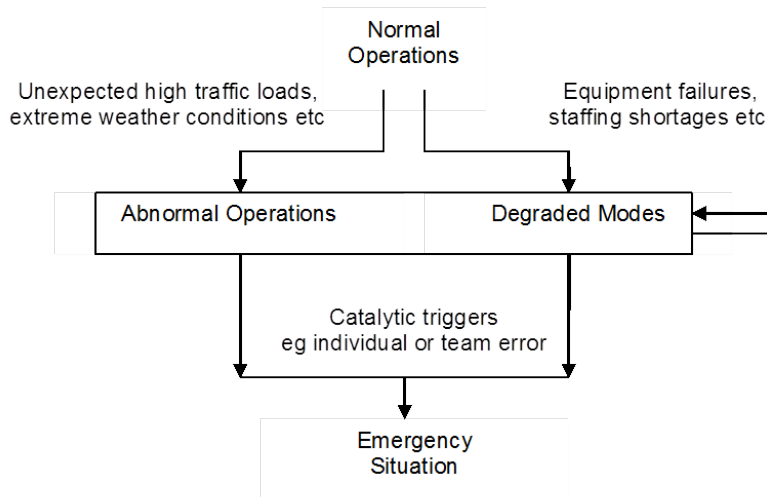 Normal
Operations
Unexpected high traffic loads,
extreme weather conditions etc
Equipment failures,
staffing shortages etc
Abnormal Operations
Degraded Modes
Catalytic triggers
eg individual or team error
Emergency
Situation